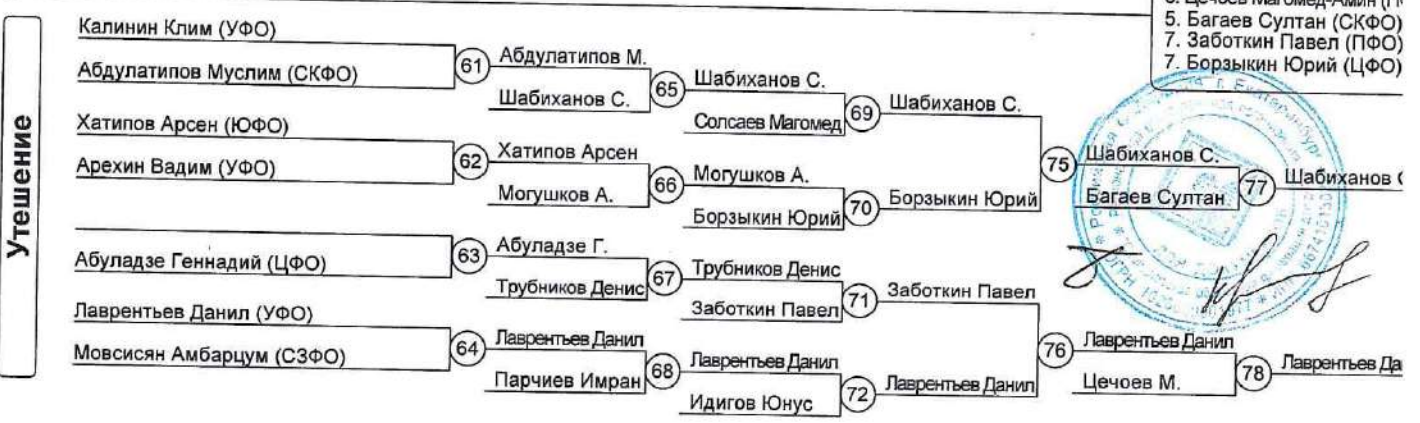 5. Багаев Султан (СКФО)
7. Заботкин Павел (ПФО)
7. Борзыкин Юрий (ЦФО)
Утешение
Калинин Клим (УФО)
Абдулатипов Муслим (СКФО)
Хатипов Арсен (ЮФО)
Арехин Вадим (УФО)
Абуладзе Геннадий (ЦФО)
Лаврентьев Данил (УФО)
Мовсисян Амбарцум (СЗФО)
61
62
63
64
Абдулатипов М.
Шабиханов С.
Хатипов Арсен
Могушков А.
Абуладзе Г.
Трубников Денис
Лаврентьев Данил
Парчиев Имран
65
66
67
68
Шабиханов С.
Солсаев Магомед
Могушков А.
Борзыкин Юрий
Трубников Денис
Заботкин Павел
Лаврентьев Данил
Идигов Юнус
69
70
71
72
Шабиханов С.
Борзыкин Юрий
Заботкин Павел
Лаврентьев Данил
75
76
Шабиханов С.
Багаев Султан
Лаврентьев Данил
Цечоев М.
77
78
Шабиханов
Лаврентьев Да